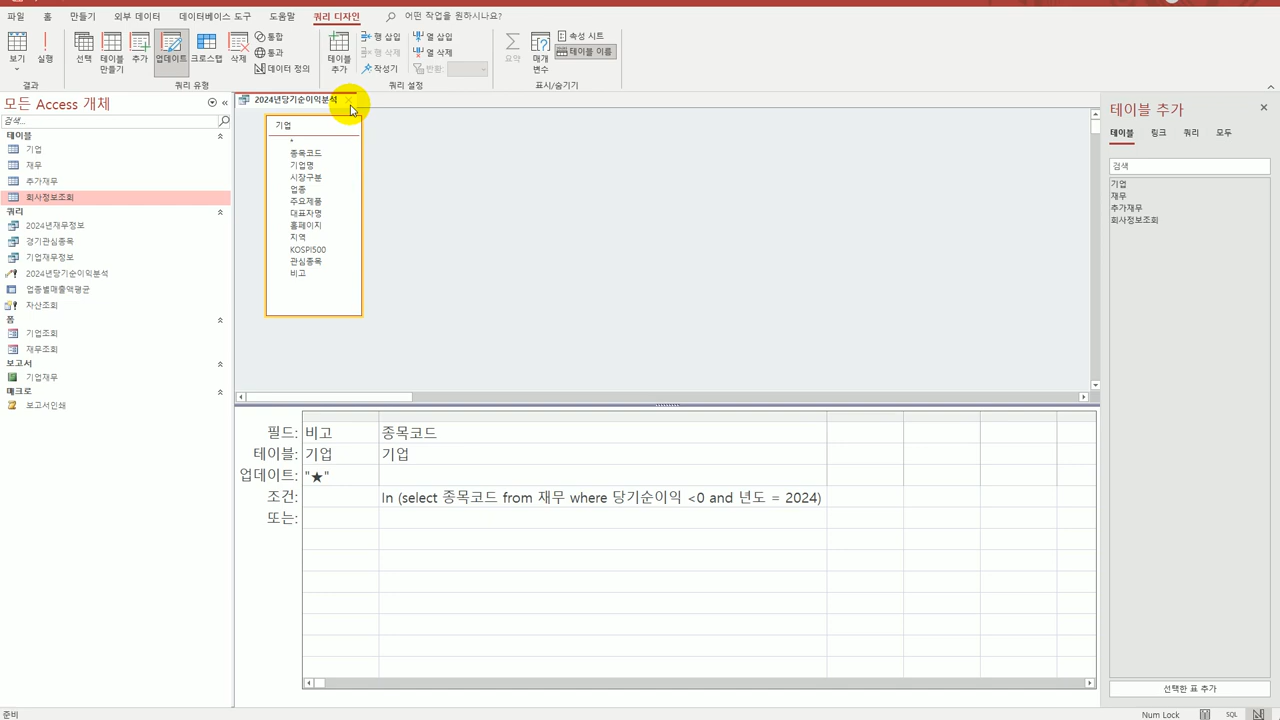 파일 홈 만들기 외부 데이터 데이터베이스 도구 도움말 쿼리 디자인 어떤 작업을 원하시나요?
보기 실행 선택 테이블 만들기 추가 업데이트 크로스탭 삭제 통합 통과 데이터 정의 테이블 추가 행 삽입 행 삭제 작성기 열 삽입 열 삭제 반환: 요약 매개 변수 속성 시트 테이블 이름
결과 쿼리 유형 쿼리 설정 표시/숨기기
모든 Access 개체
검색...
테이블
기업
재무
추가재무
회사정보조회
쿼리
2024년재무정보
경기관심종목
기업재무정보
2024년당기순이익분석
업종별매출액평균
자산조회
폼
기업조회
재무조회
보고서
기업재무
매크로
보고서인쇄
2024년당기순이익분석
기업
*
종목코드
기업명
시장구분
업종
주요제품
대표자명
홈페이지
지역
KOSPI500
관심종목
비고
필드: 비고 종목코드
테이블: 기업 기업
업데이트: "★"
조건: In (select 종목코드 from 재무 where 당기순이익 <0 and 년도 = 2024)
또는:
테이블 추가
테이블 링크 쿼리 모두
검색
기업
재무
추가재무
회사정보조회
선택한 표 추가
준비
Num Lock SQL